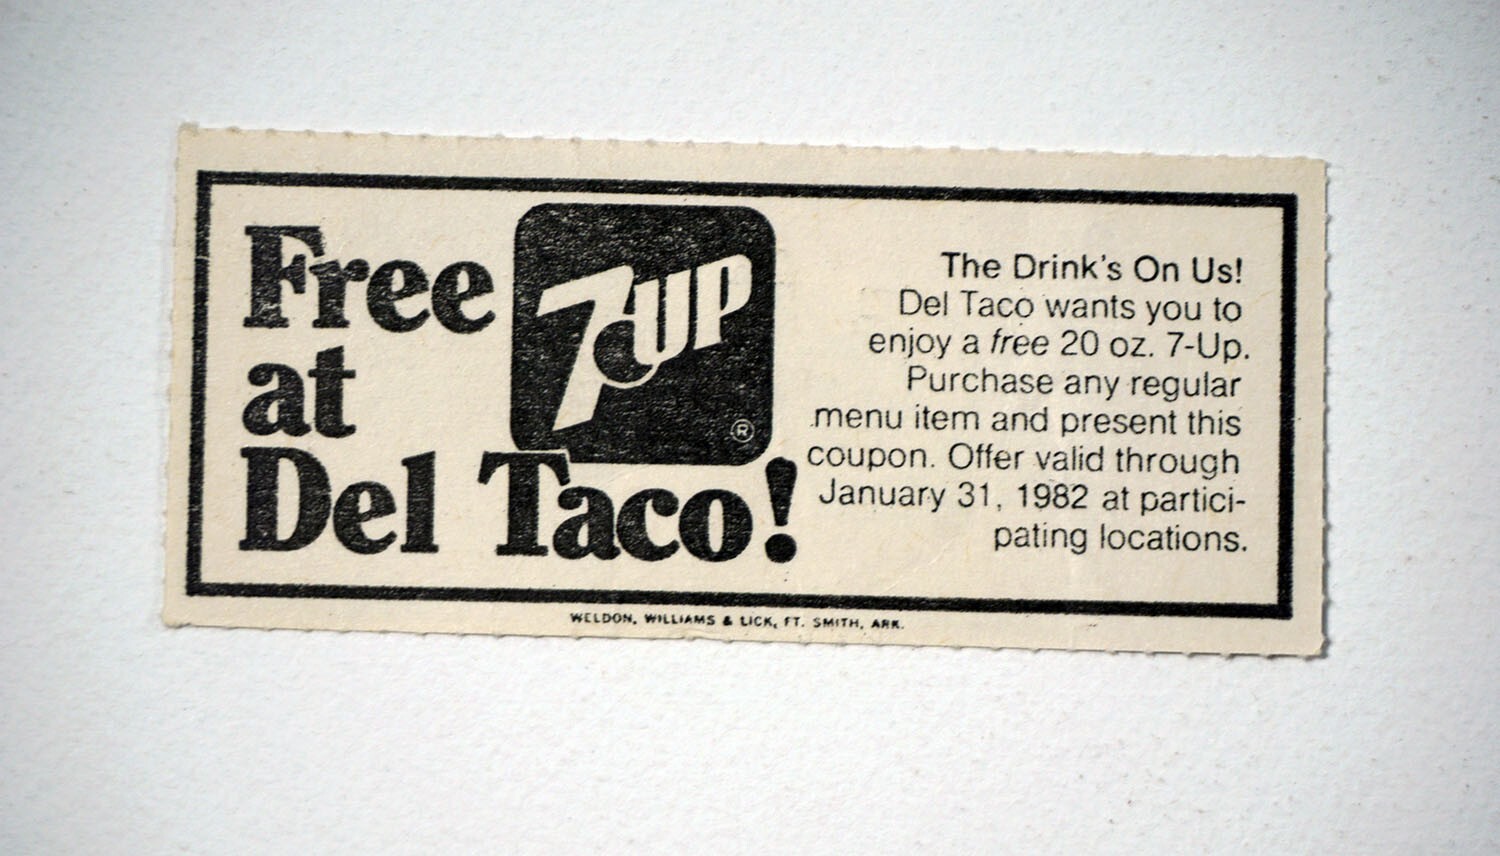 Free
at
Del Taco!
7UP
®
The Drink's On Us!
Del Taco wants you to
enjoy a free 20 oz. 7-Up.
Purchase any regular
menu item and present this
coupon. Offer valid through
January 31, 1982 at partici-
pating locations.
WELDON, WILLIAMS & LICK, FT. SMITH, ARK.